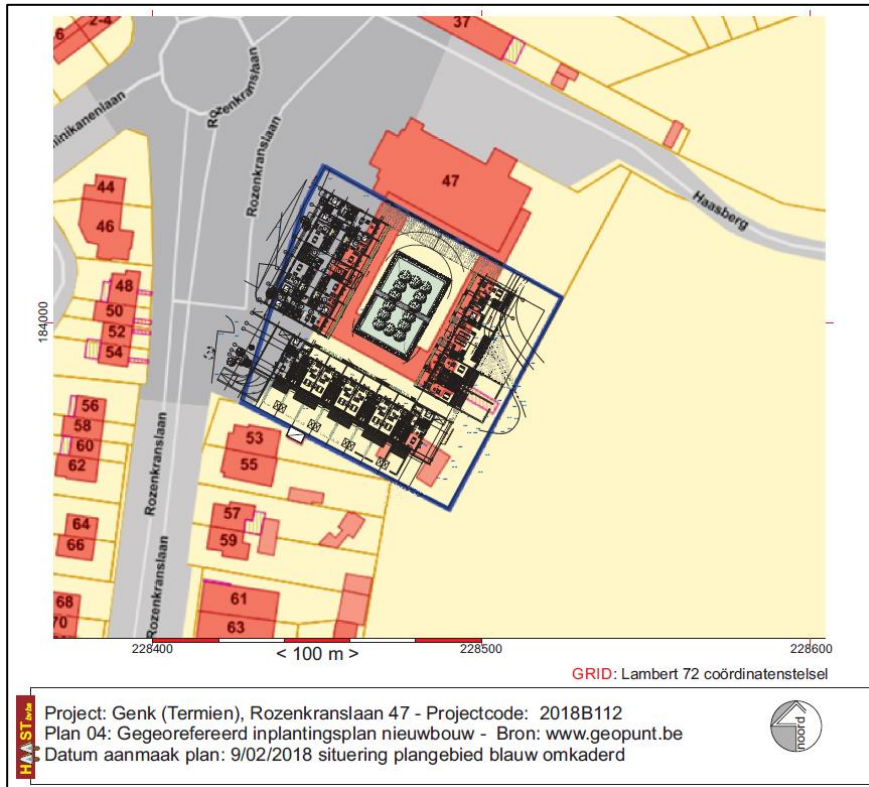 2-4
6
37
Rozenkranslaan
minikanenlaan
Rozenkranslaan
47
Haasberg
44
46
48
50
52
54
184000
56
58
60
62
53
55
Rozenkranslaan
64
66
57
59
68
70
61
63
Rozenkranslaan
228400
< 100 m >
228500
228600
GRID: Lambert 72 coördinatenstelsel
HAAST bvba
Project: Genk (Termien), Rozenkranslaan 47 - Projectcode: 2018B112
Plan 04: Gegeorefereerd inplantingsplan nieuwbouw - Bron: www.geopunt.be
Datum aanmaak plan: 9/02/2018 situering plangebied blauw omkaderd
noord